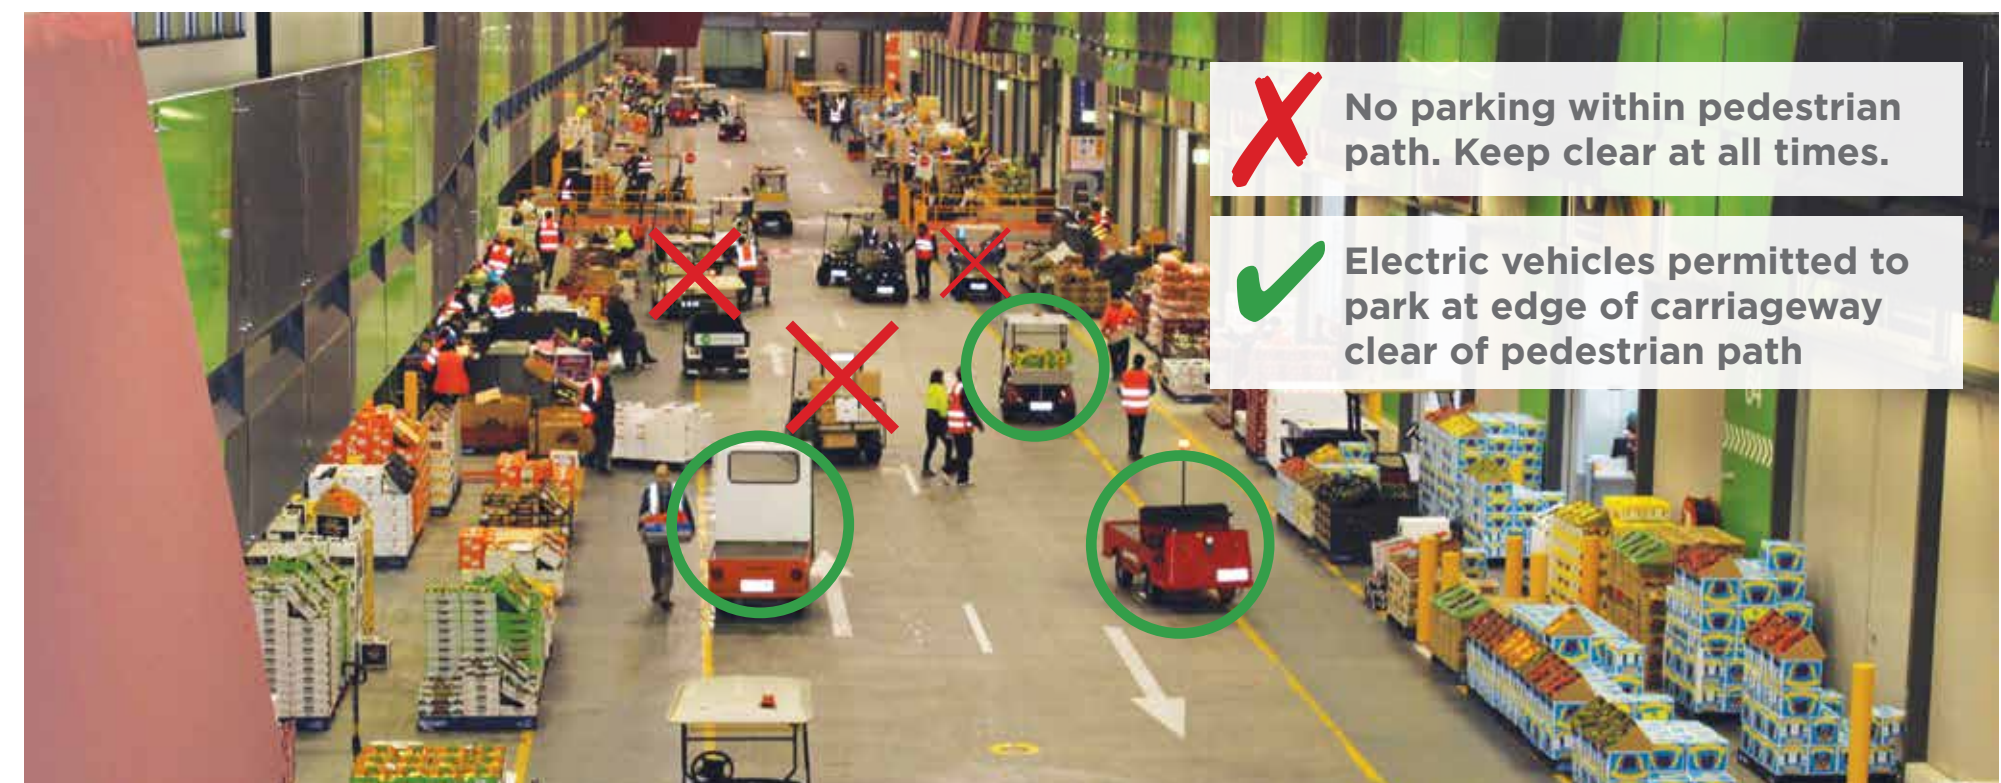 No parking within pedestrian
path. Keep clear at all times.
Electric vehicles permitted to
park at edge of carriageway
clear of pedestrian path
64